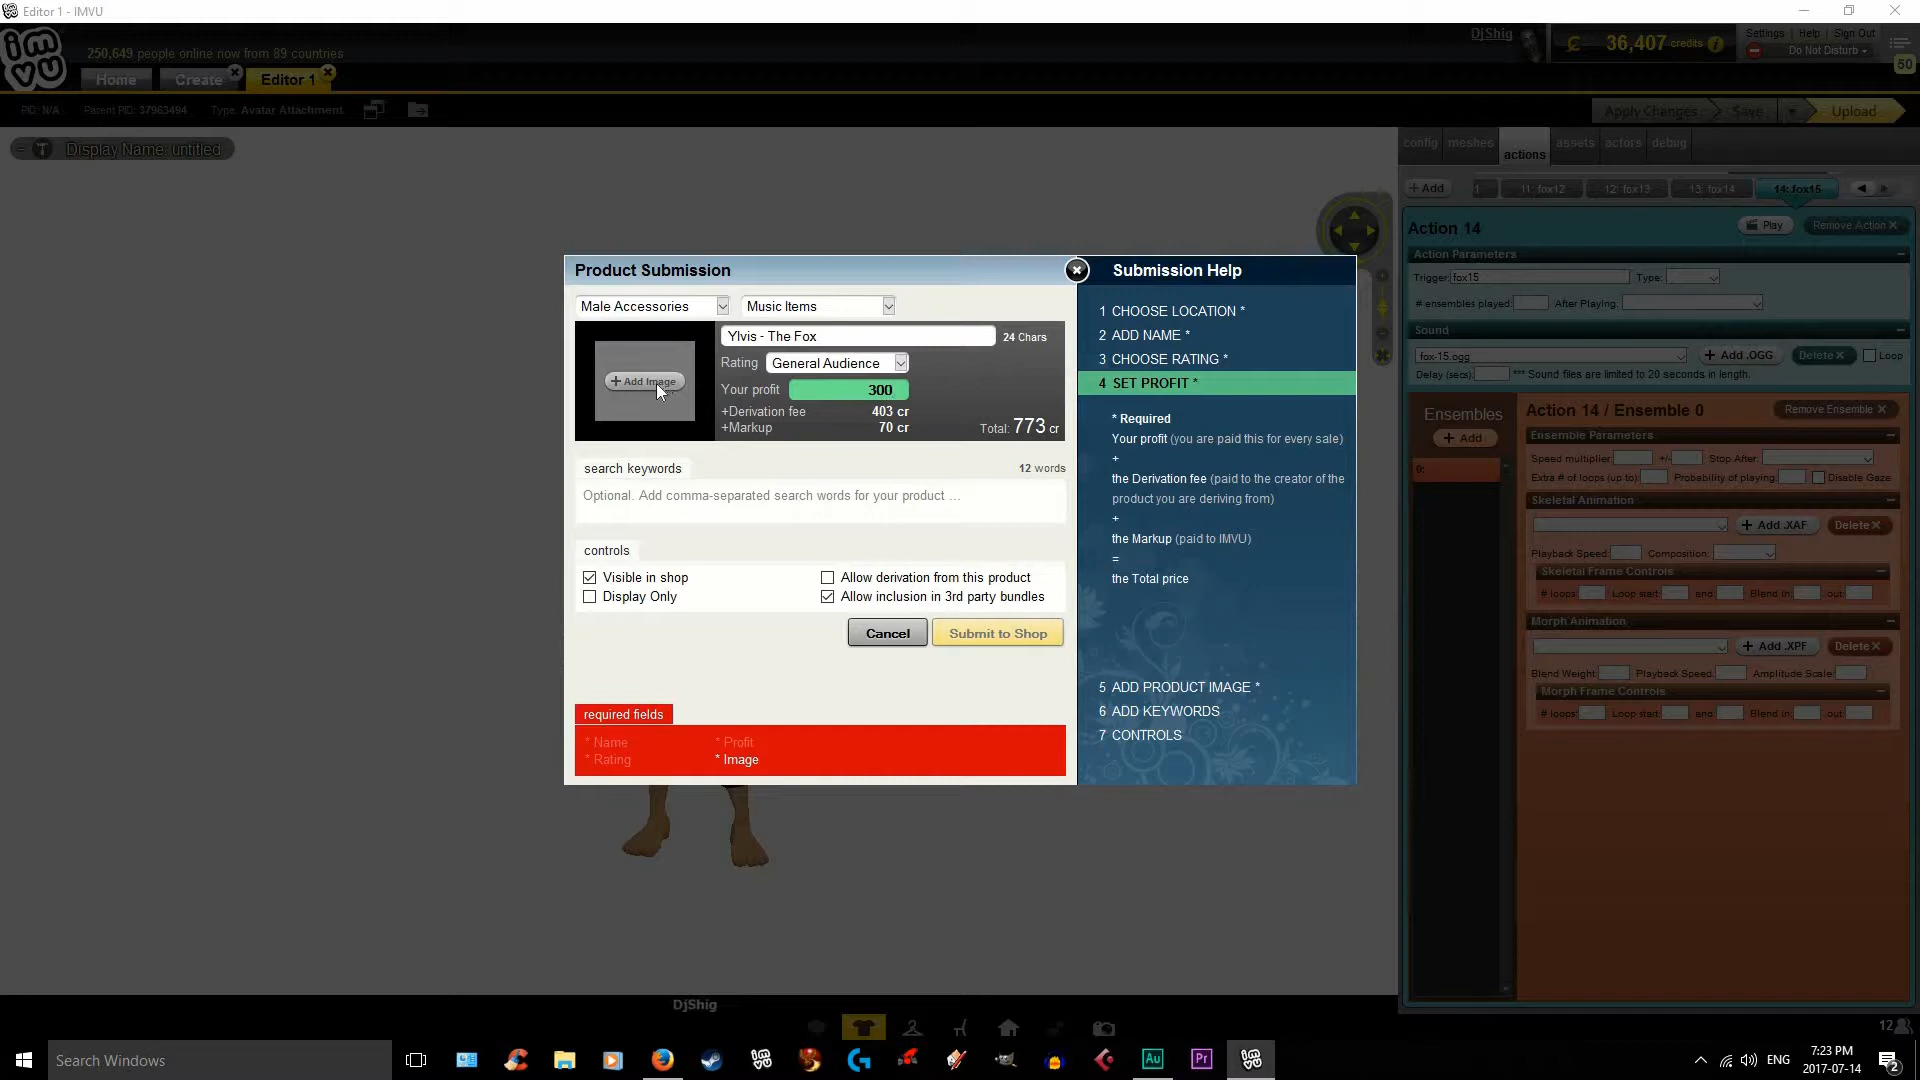 Editor 1 - IMVU
imvu
250,649 people online now from 89 countries
DjShig
36,407 credits
Settings Help Sign Out
Do Not Disturb
50
Home Create Editor 1
PID: N/A Parent PID: 37963494 Type: Avatar Attachment
Apply Changes Save Upload
Display Name: untitled
config meshes actions assets actors debug
+ Add 1 11: fox12 12: fox13 13: fox14 14: fox15
Action 14 Play Remove Action X
Action Parameters
Trigger: fox15 Type:
# ensembles played: After Playing:
Sound
fox-15.ogg + Add .OGG Delete X Loop
Delay (secs): *** Sound files are limited to 20 seconds in length.
Ensembles
+ Add
0:
Action 14 / Ensemble 0 Remove Ensemble X
Ensemble Parameters
Speed multiplier: +/- Stop After:
Extra # of loops (up to): Probability of playing: Disable Gaze
Skeletal Animation
+ Add .XAF Delete X
Playback Speed: Composition:
Skeletal Frame Controls
# loops: Loop start: and: Blend in: out:
Morph Animation
+ Add .XPF Delete X
Blend Weight: Playback Speed: Amplitude Scale:
Morph Frame Controls
# loops: Loop start: and: Blend in: out:
Product Submission
Male Accessories Music Items
+ Add Image
Ylvis - The Fox 24 Chars
Rating General Audience
Your profit 300
+Derivation fee 403 cr
+Markup 70 cr Total: 773 cr
search keywords 12 words
Optional. Add comma-separated search words for your product ...
controls
Visible in shop Allow derivation from this product
Display Only Allow inclusion in 3rd party bundles
Cancel Submit to Shop
required fields
* Name * Profit
* Rating * Image
Submission Help
1 CHOOSE LOCATION *
2 ADD NAME *
3 CHOOSE RATING *
4 SET PROFIT *
* Required
Your profit (you are paid this for every sale)
+
the Derivation fee (paid to the creator of the
product you are deriving from)
+
the Markup (paid to IMVU)
=
the Total price
5 ADD PRODUCT IMAGE *
6 ADD KEYWORDS
7 CONTROLS
DjShig
12
Search Windows
Au Pr
ENG
7:23 PM
2017-07-14
2